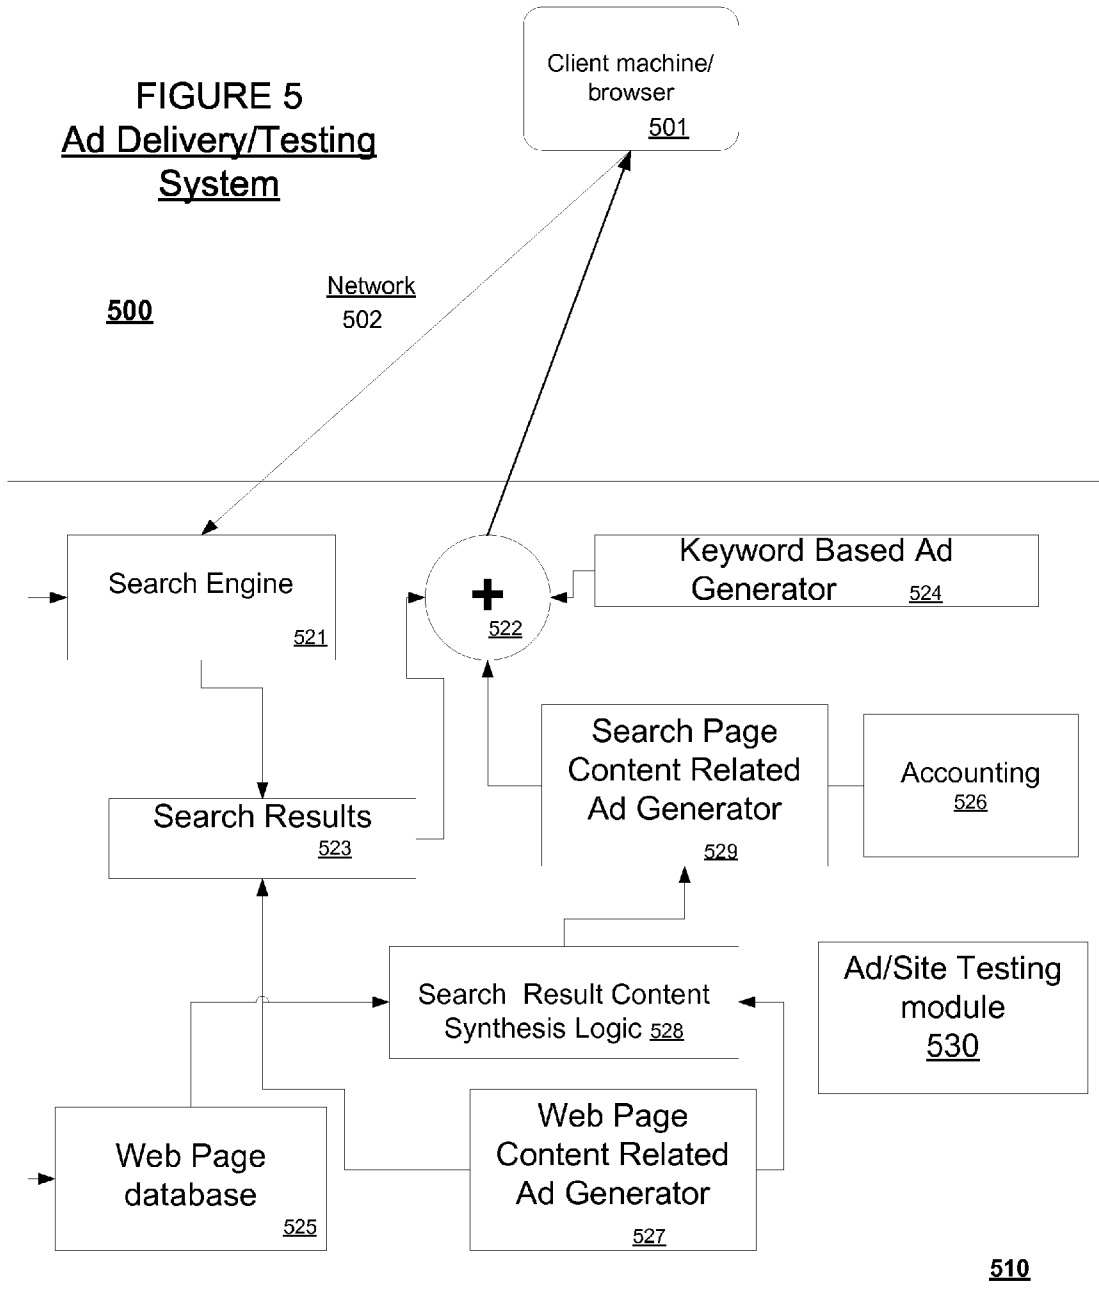 FIGURE 5
Ad Delivery/Testing
System
500
Client machine/
browser
501
Network
502
Search Engine
521
+
522
Keyword Based Ad
Generator 524
Search Results
523
Search Page
Content Related
Ad Generator
529
Accounting
526
Search Result Content
Synthesis Logic 528
Ad/Site Testing
module
530
Web Page
database
525
Web Page
Content Related
Ad Generator
527
510